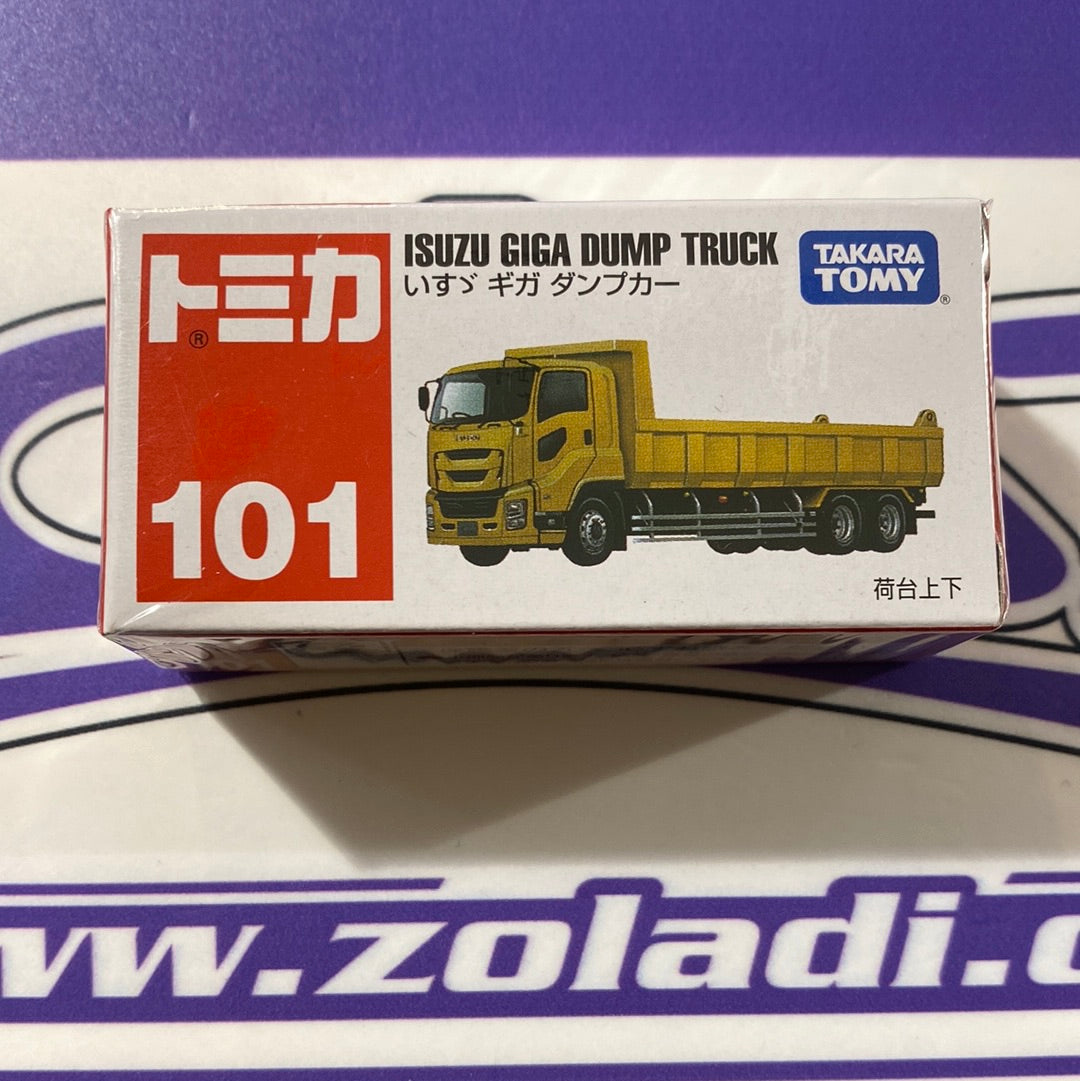 トミカ
®
101
ISUZU GIGA DUMP TRUCK
いすゞ ギガ ダンプカー
TAKARA
TOMY
®
荷台上下
ww.zoladi.c